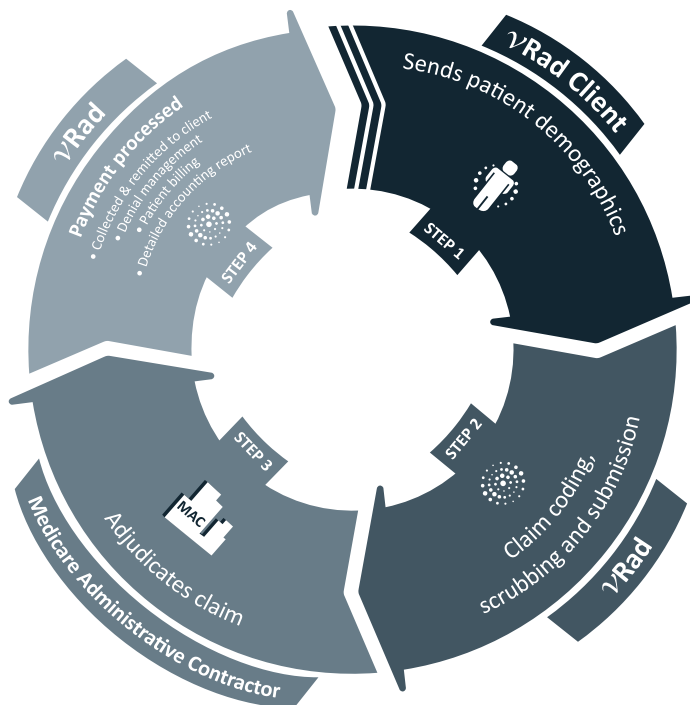 vRad Client
Sends patient demographics
STEP 1
vRad
Claim coding,
scrubbing and submission
STEP 2
Medicare Administrative Contractor
Adjudicates claim
MAC
STEP 3
vRad
Payment processed
• Collected & remitted to client
• Denial management
• Patient billing
• Detailed accounting report
STEP 4